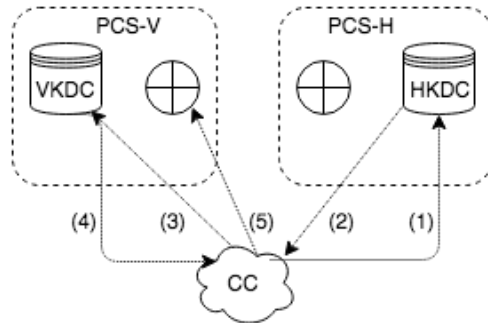 PCS-V PCS-H
VKDC HKDC
(4) (3) (5) (2) (1)
CC